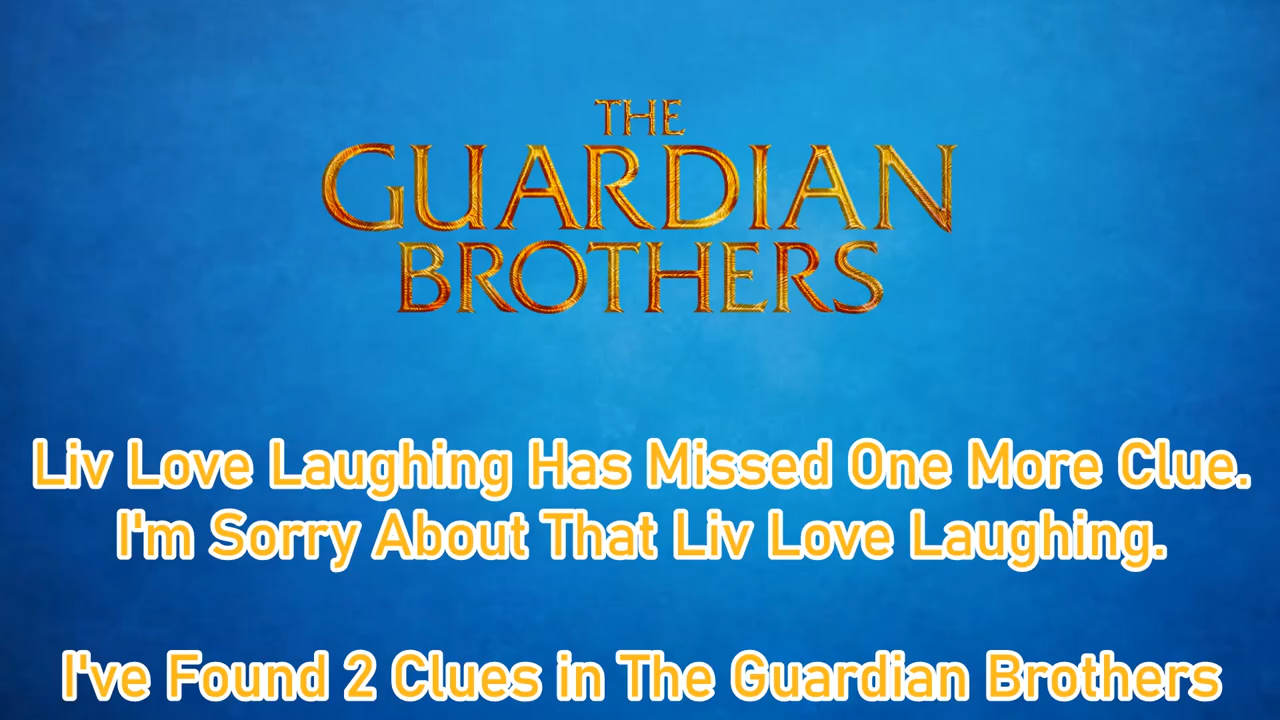 THE
GUARDIAN
BROTHERS
Liv Love Laughing Has Missed One More Clue.
I'm Sorry About That Liv Love Laughing.
I've Found 2 Clues in The Guardian Brothers